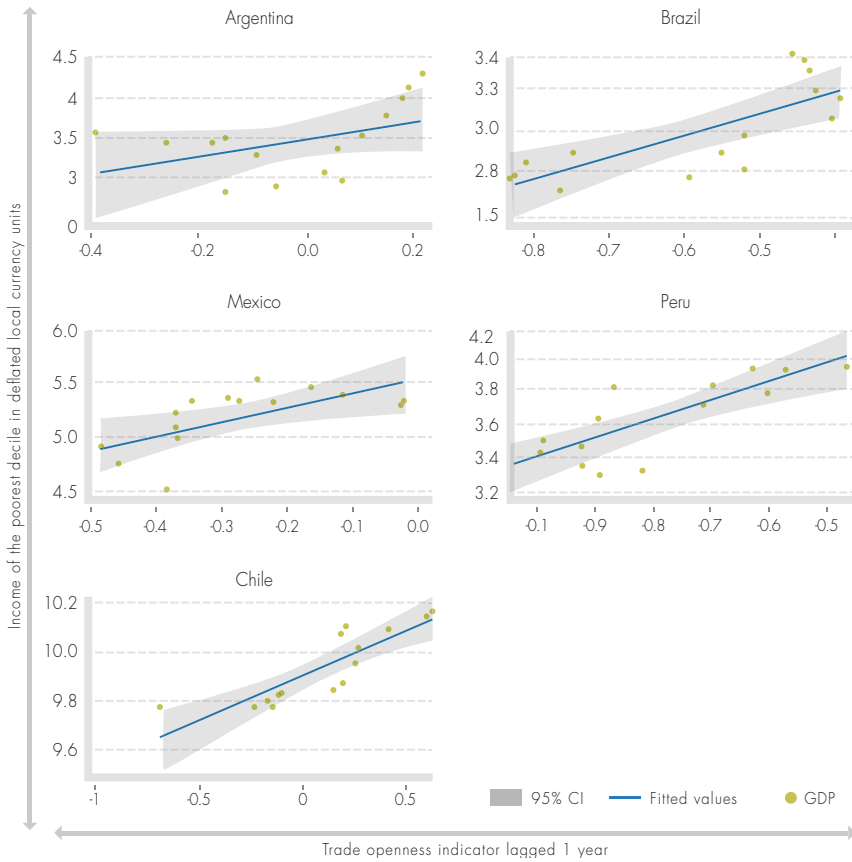 Argentina
4.5
4
3.5
3
0
-0.4 -0.2 0.0 0.2
Brazil
3.4
3.3
3.0
2.8
1.5
-0.8 -0.7 -0.6 -0.5
Mexico
6.0
5.5
5.0
4.5
-0.5 -0.4 -0.3 -0.2 -0.1 0.0
Peru
4.2
4.0
3.8
3.6
3.4
3.2
-0.1 -0.9 -0.8 -0.7 -0.6 -0.5
Chile
10.2
10.0
9.8
9.6
-1 -0.5 0 0.5
95% CI Fitted values GDP
Income of the poorest decile in deflated local currency units
Trade openness indicator lagged 1 year